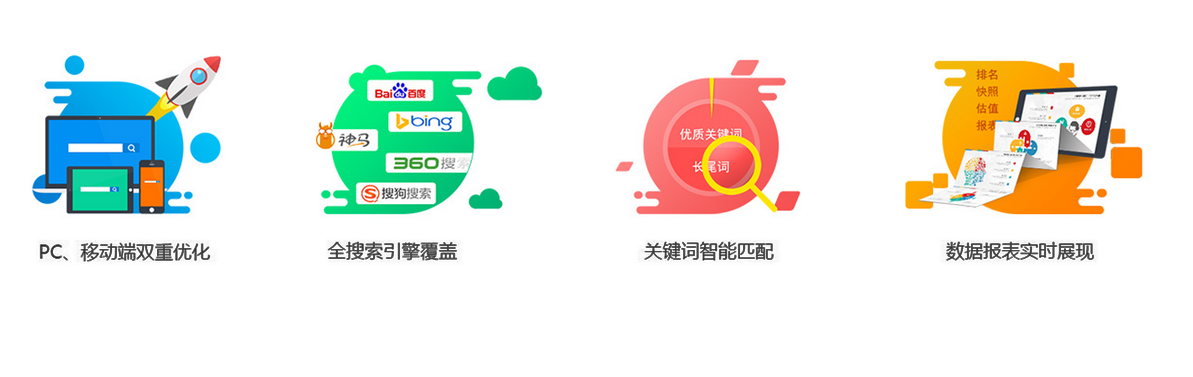 Bai百度
bing
神马
360搜索
搜狗搜索
优质关键词
长尾词
排名
快照
估值
报表
PC、移动端双重优化
全搜索引擎覆盖
关键词智能匹配
数据报表实时展现